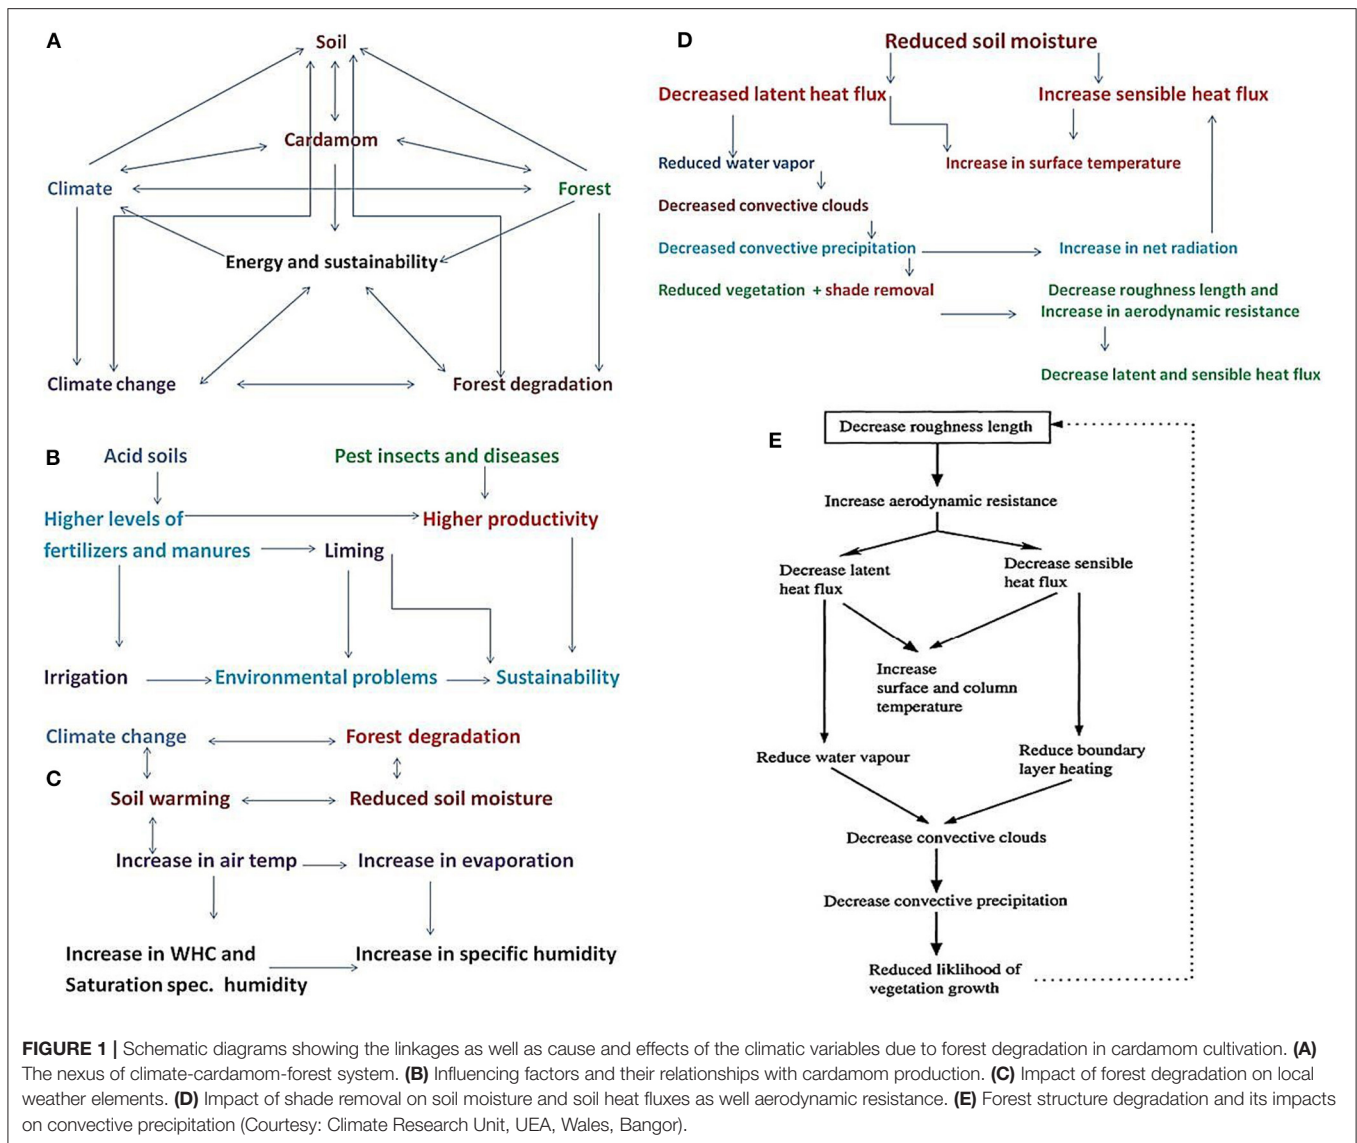 A
Soil
Cardamom
Climate
Forest
Energy and sustainability
Climate change
Forest degradation
B
Acid soils
Pest insects and diseases
Higher levels of
Higher productivity
fertilizers and manures
Liming
Irrigation
Environmental problems
Sustainability
Climate change
Forest degradation
C
Soil warming
Reduced soil moisture
Increase in air temp
Increase in evaporation
Increase in WHC and
Saturation spec. humidity
Increase in specific humidity
D
Reduced soil moisture
Decreased latent heat flux
Increase sensible heat flux
Reduced water vapor
Increase in surface temperature
Decreased convective clouds
Decreased convective precipitation
Increase in net radiation
Reduced vegetation + shade removal
Decrease roughness length and
Increase in aerodynamic resistance
Decrease latent and sensible heat flux
E
Decrease roughness length
Increase aerodynamic resistance
Decrease latent
heat flux
Decrease sensible
heat flux
Increase
surface and column
temperature
Reduce water vapour
Reduce boundary
layer heating
Decrease convective clouds
Decrease convective precipitation
Reduced liklihood of
vegetation growth
FIGURE 1 | Schematic diagrams showing the linkages as well as cause and effects of the climatic variables due to forest degradation in cardamom cultivation. (A)
The nexus of climate-cardamom-forest system. (B) Influencing factors and their relationships with cardamom production. (C) Impact of forest degradation on local
weather elements. (D) Impact of shade removal on soil moisture and soil heat fluxes as well aerodynamic resistance. (E) Forest structure degradation and its impacts
on convective precipitation (Courtesy: Climate Research Unit, UEA, Wales, Bangor).